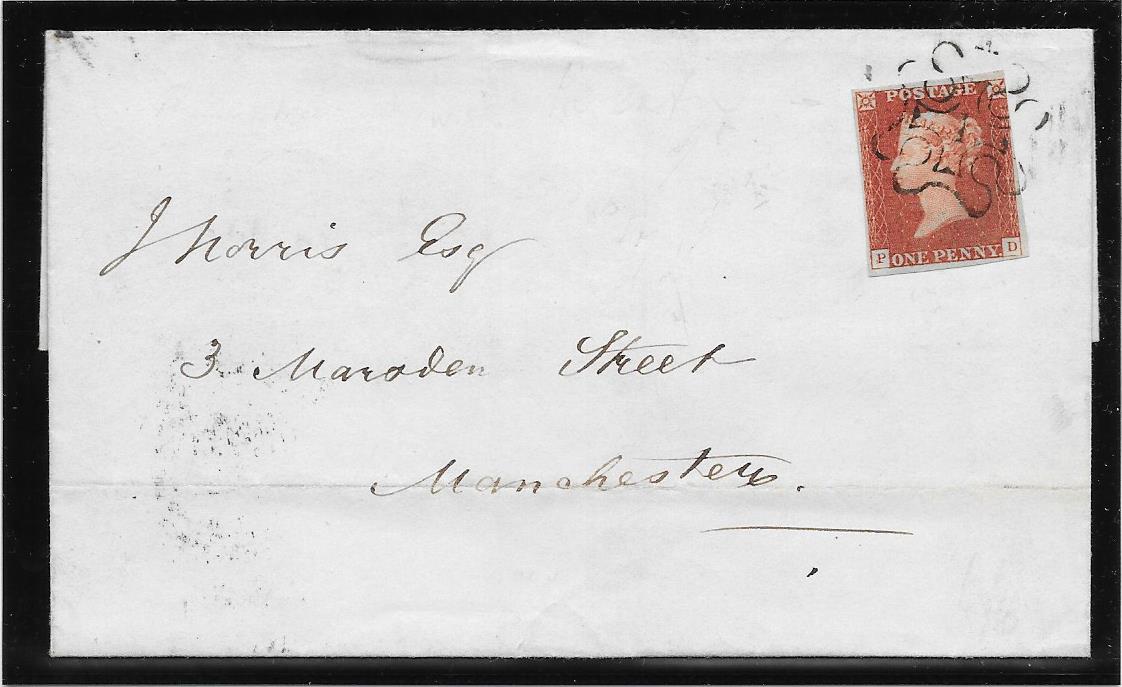 POSTAGE
P ONE PENNY. D
J Norris Esq
3 Marsden Street
Manchester.